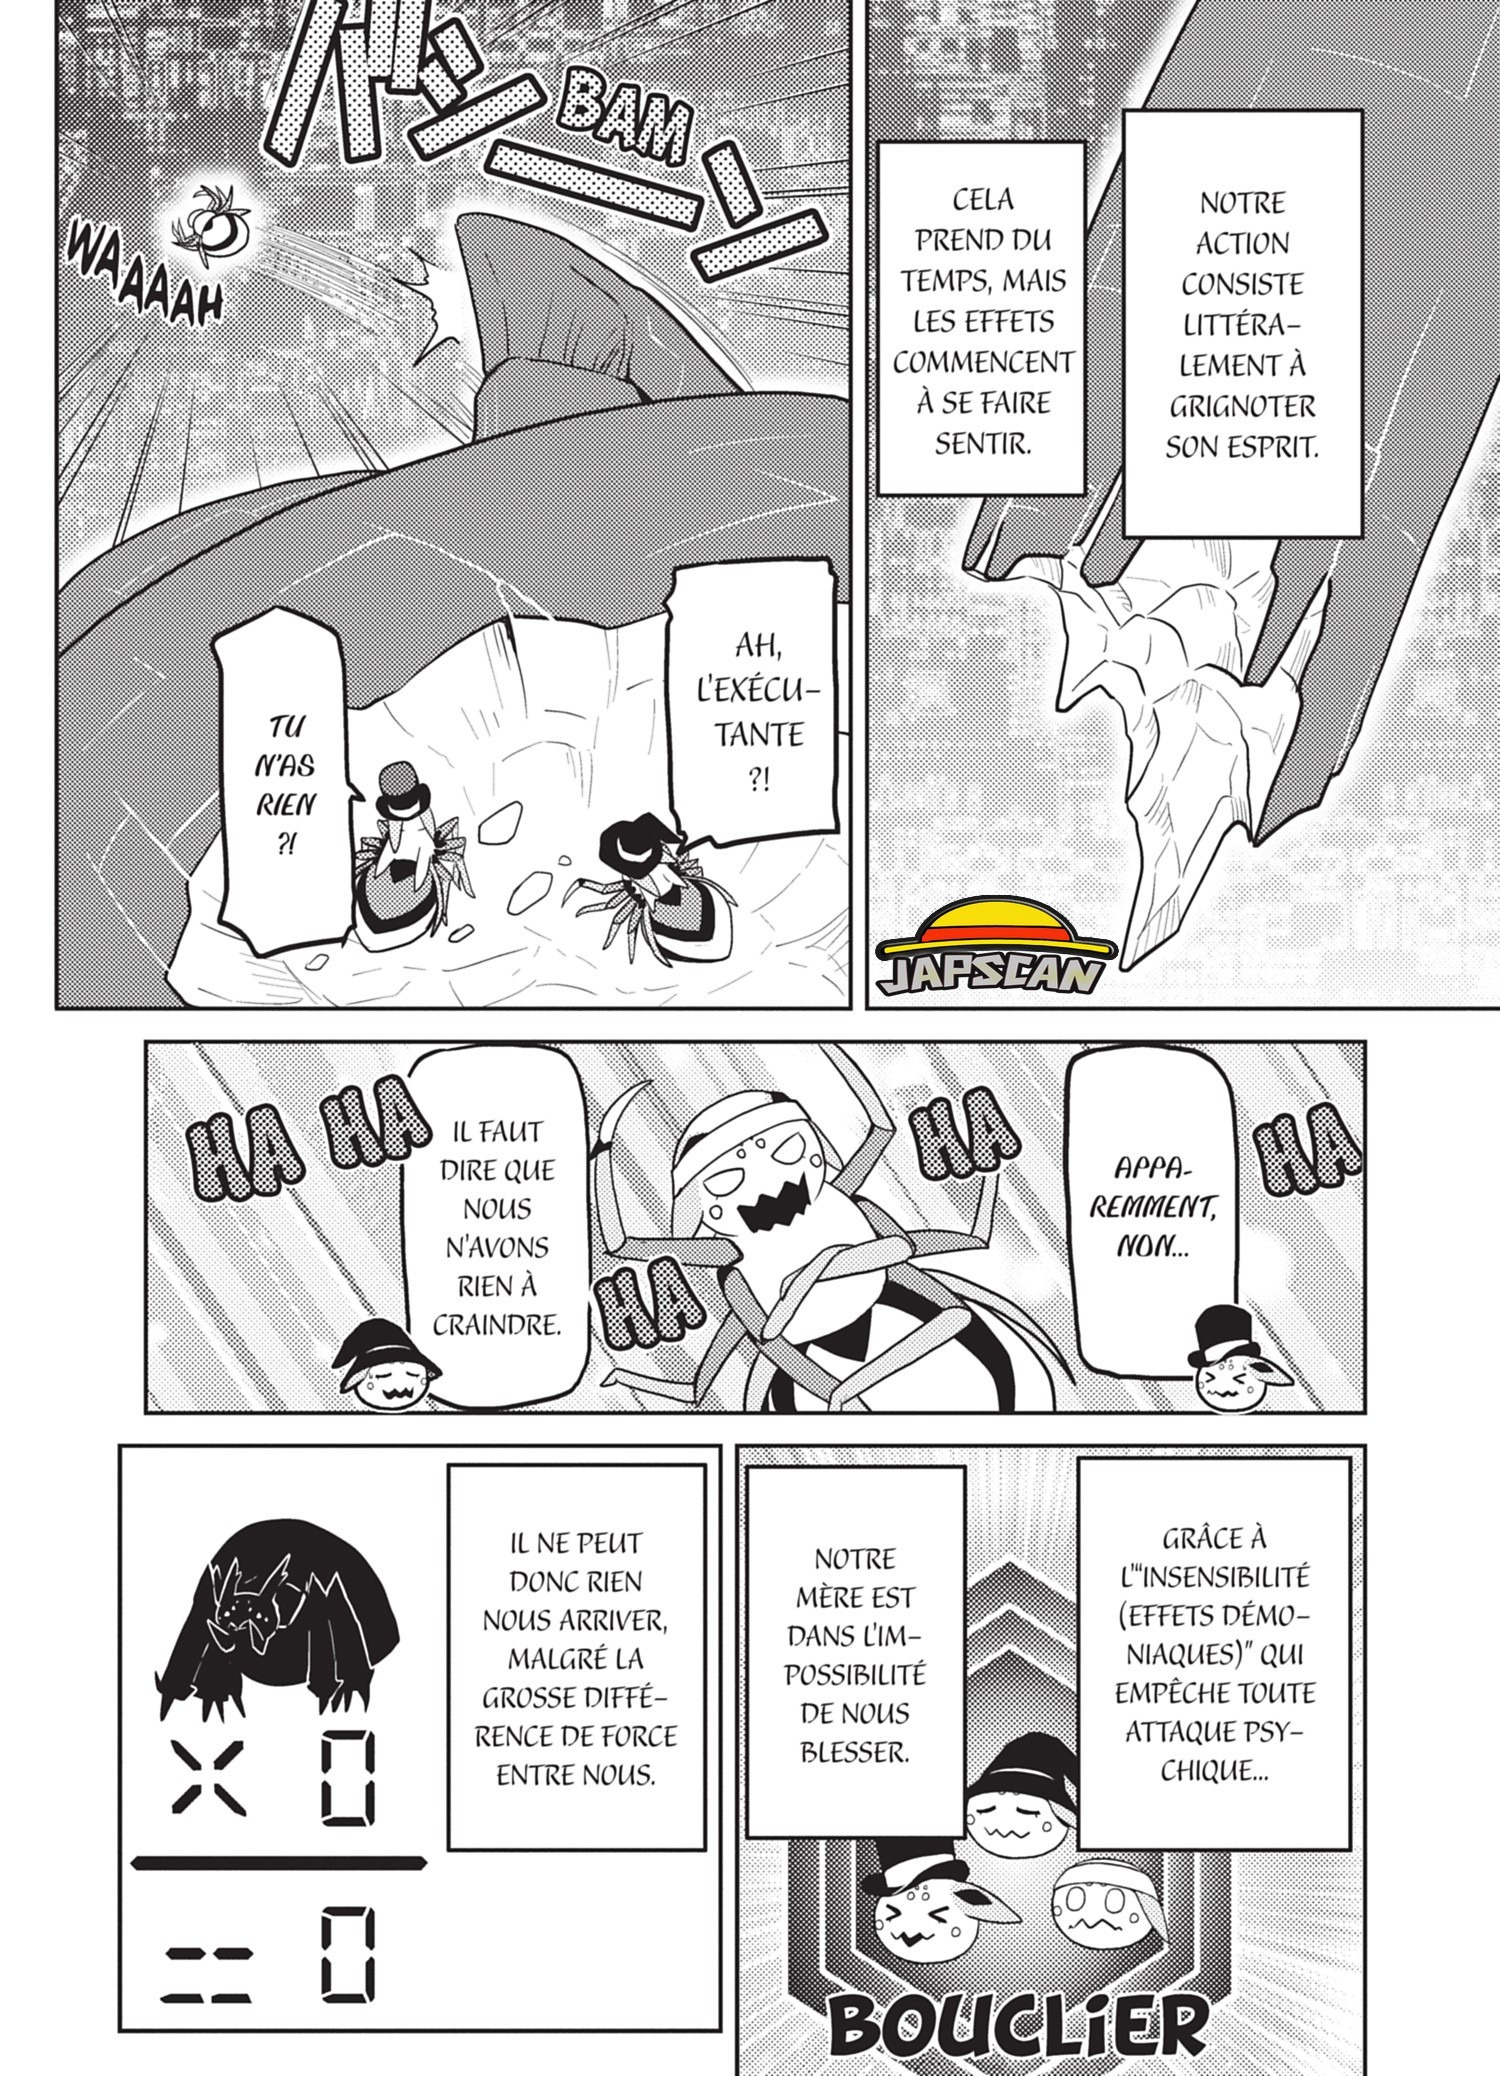 NOTRE
ACTION
CONSISTE
LITTÉRA-
LEMENT À
GRIGNOTER
SON ESPRIT.
CELA
PREND DU
TEMPS, MAIS
LES EFFETS
COMMENCENT
À SE FAIRE
SENTIR.
JAPSCAN
BAM
WAAAAAH
AH,
L'EXÉCU-
TANTE
?!
TU
N'AS
RIEN
?!
HA
APPA-
REMMENT,
NON...
HA
HA
IL FAUT
DIRE QUE
NOUS
N'AVONS
RIEN À
CRAINDRE.
HA
HA
GRÂCE À
L'"INSENSIBILITÉ
(EFFETS DÉMO-
NIAQUES)" QUI
EMPÊCHE TOUTE
ATTAQUE PSY-
CHIQUE...
NOTRE
MÈRE EST
DANS L'IM-
POSSIBILITÉ
DE NOUS
BLESSER.
BOUCLIER
IL NE PEUT
DONC RIEN
NOUS ARRIVER,
MALGRÉ LA
GROSSE DIFFÉ-
RENCE DE FORCE
ENTRE NOUS.
× 0
= 0